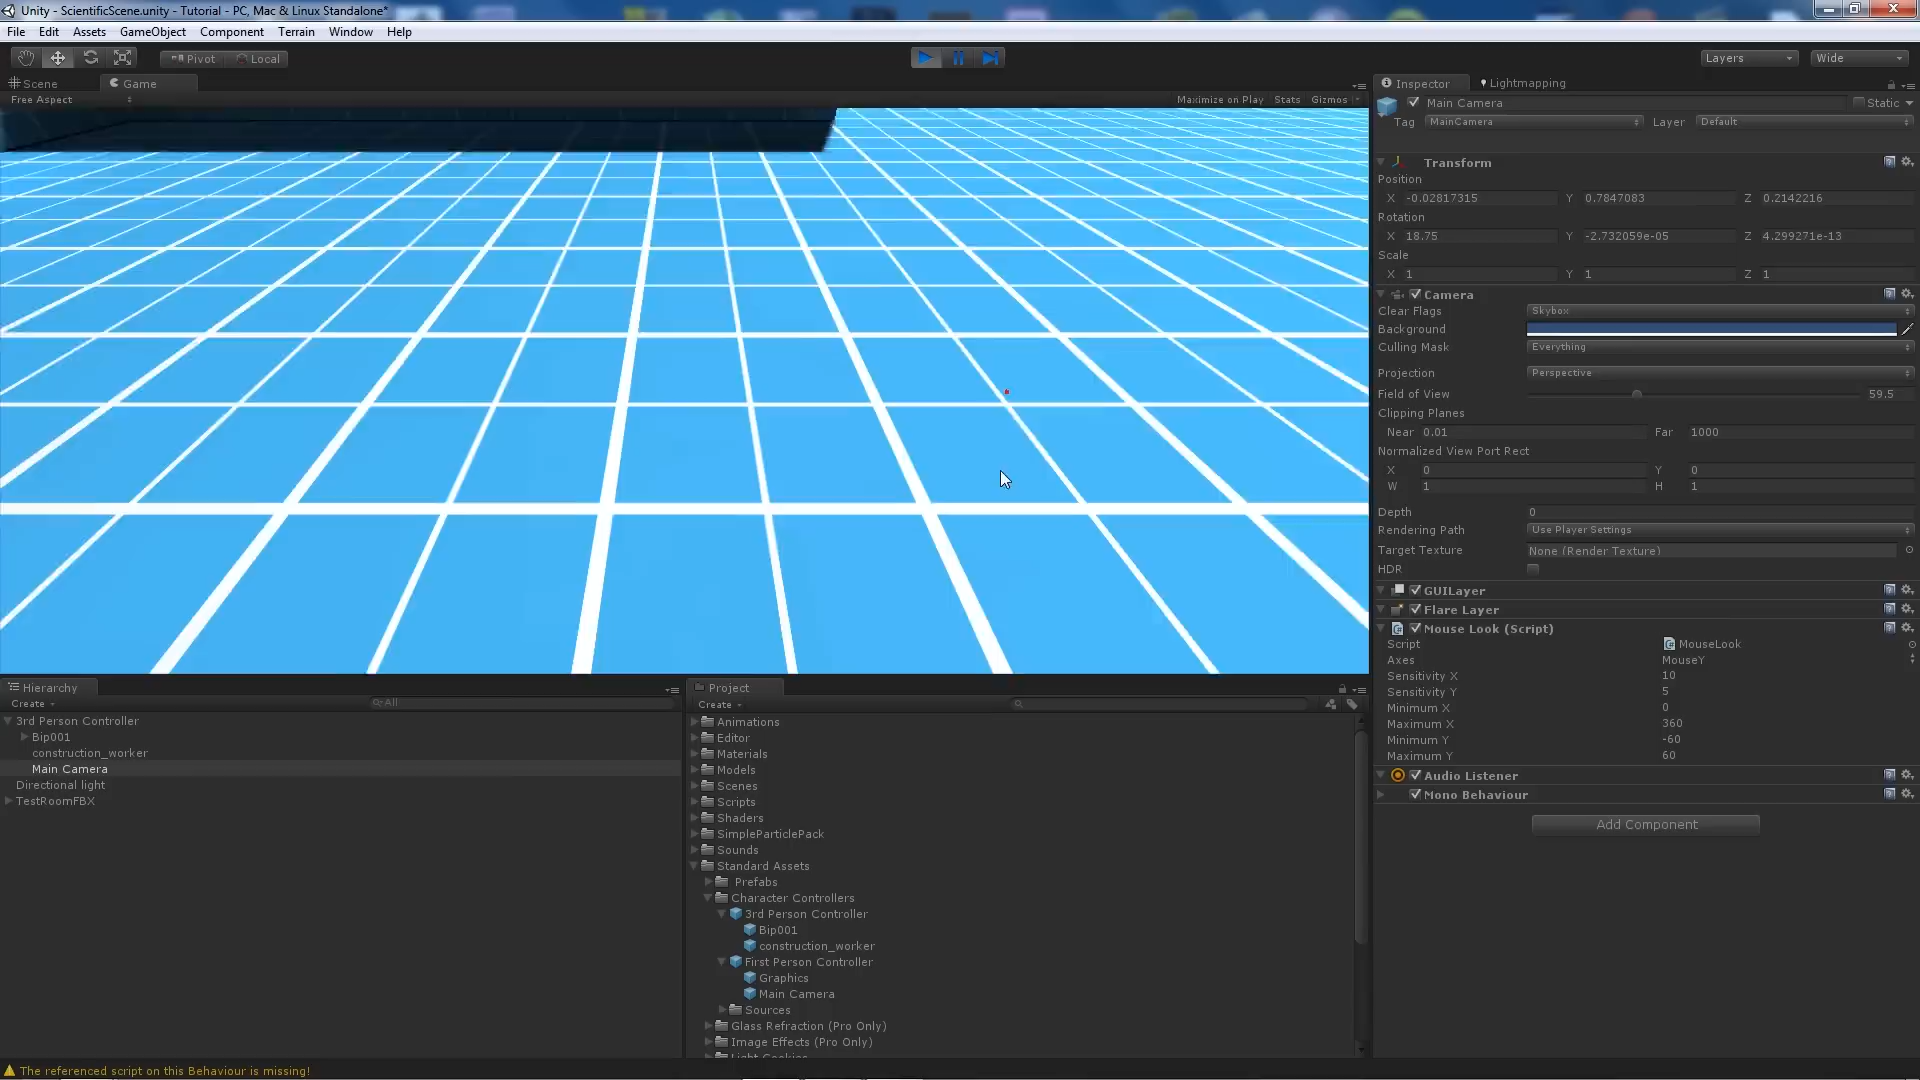 Unity - ScientificScene.unity - Tutorial - PC, Mac & Linux Standalone*
File Edit Assets GameObject Component Terrain Window Help
Pivot Local
Layers Wide
Scene Game
Free Aspect Maximize on Play Stats Gizmos
Inspector Lightmapping
Main Camera Static
Tag MainCamera Layer Default
Transform
Position
X -0.02817315 Y 0.7847083 Z 0.2142216
Rotation
X 18.75 Y -2.732059e-05 Z 4.299271e-13
Scale
X 1 Y 1 Z 1
Camera
Clear Flags Skybox
Background
Culling Mask Everything
Projection Perspective
Field of View 59.5
Clipping Planes
Near 0.01 Far 1000
Normalized View Port Rect
X 0 Y 0
W 1 H 1
Depth 0
Rendering Path Use Player Settings
Target Texture None (Render Texture)
HDR
GUILayer
Flare Layer
Mouse Look (Script)
Script MouseLook
Axes MouseY
Sensitivity X 10
Sensitivity Y 5
Minimum X 0
Maximum X 360
Minimum Y -60
Maximum Y 60
Audio Listener
Mono Behaviour
Add Component
Hierarchy
Create All
3rd Person Controller
Bip001
construction_worker
Main Camera
Directional light
TestRoomFBX
Project
Create
Animations
Editor
Materials
Models
Scenes
Scripts
Shaders
SimpleParticlePack
Sounds
Standard Assets
Prefabs
Character Controllers
3rd Person Controller
Bip001
construction_worker
First Person Controller
Graphics
Main Camera
Sources
Glass Refraction (Pro Only)
Image Effects (Pro Only)
Light Cookies
The referenced script on this Behaviour is missing!